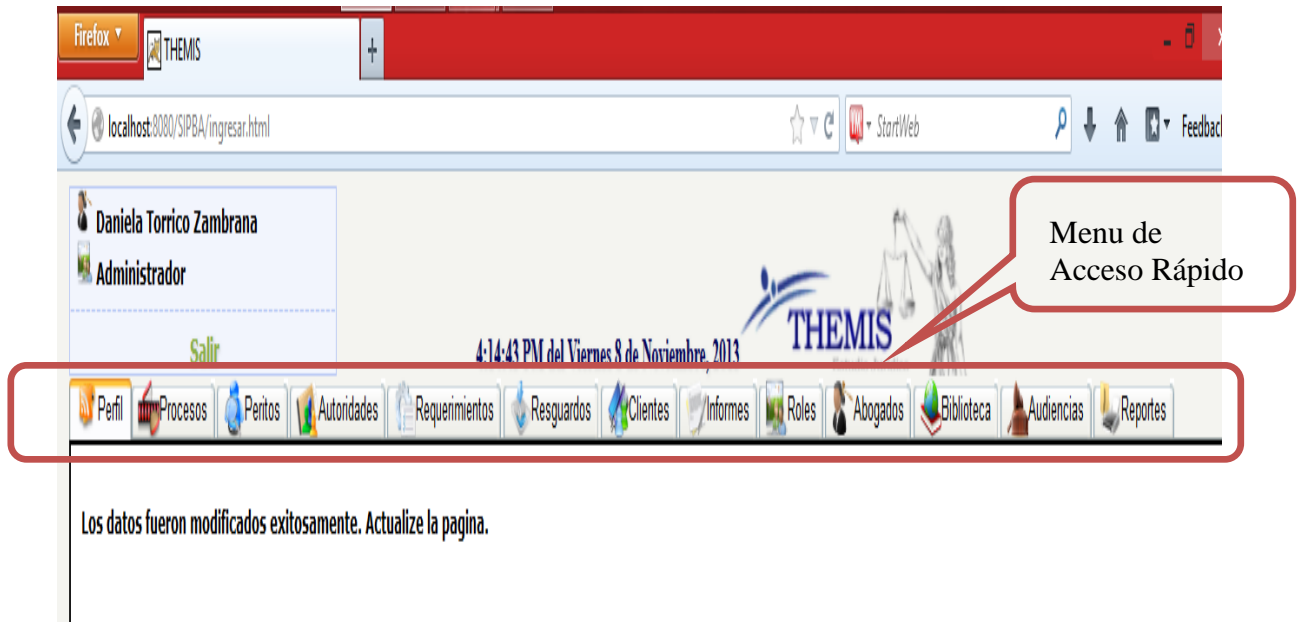 Firefox
THEMIS
+
localhost:8080/SIPBA/ingresar.html
StartWeb
Feedbac
Daniela Torrico Zambrana
Administrador
Salir
4:14:43 PM del Viernes 8 de Noviembre, 2013
THEMIS
Menu de
Acceso Rápido
Perfil Procesos Peritos Autoridades Requerimientos Resguardos Clientes Informes Roles Abogados Biblioteca Audiencias Reportes
Los datos fueron modificados exitosamente. Actualize la pagina.